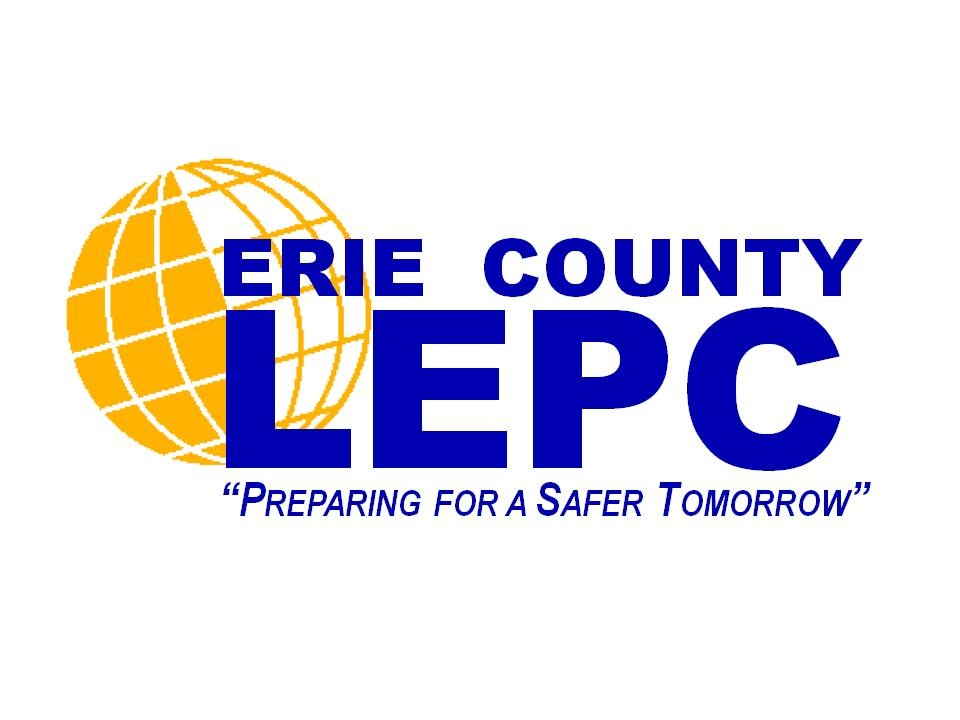 ERIE COUNTY
LEPC
“PREPARING FOR A SAFER TOMORROW”